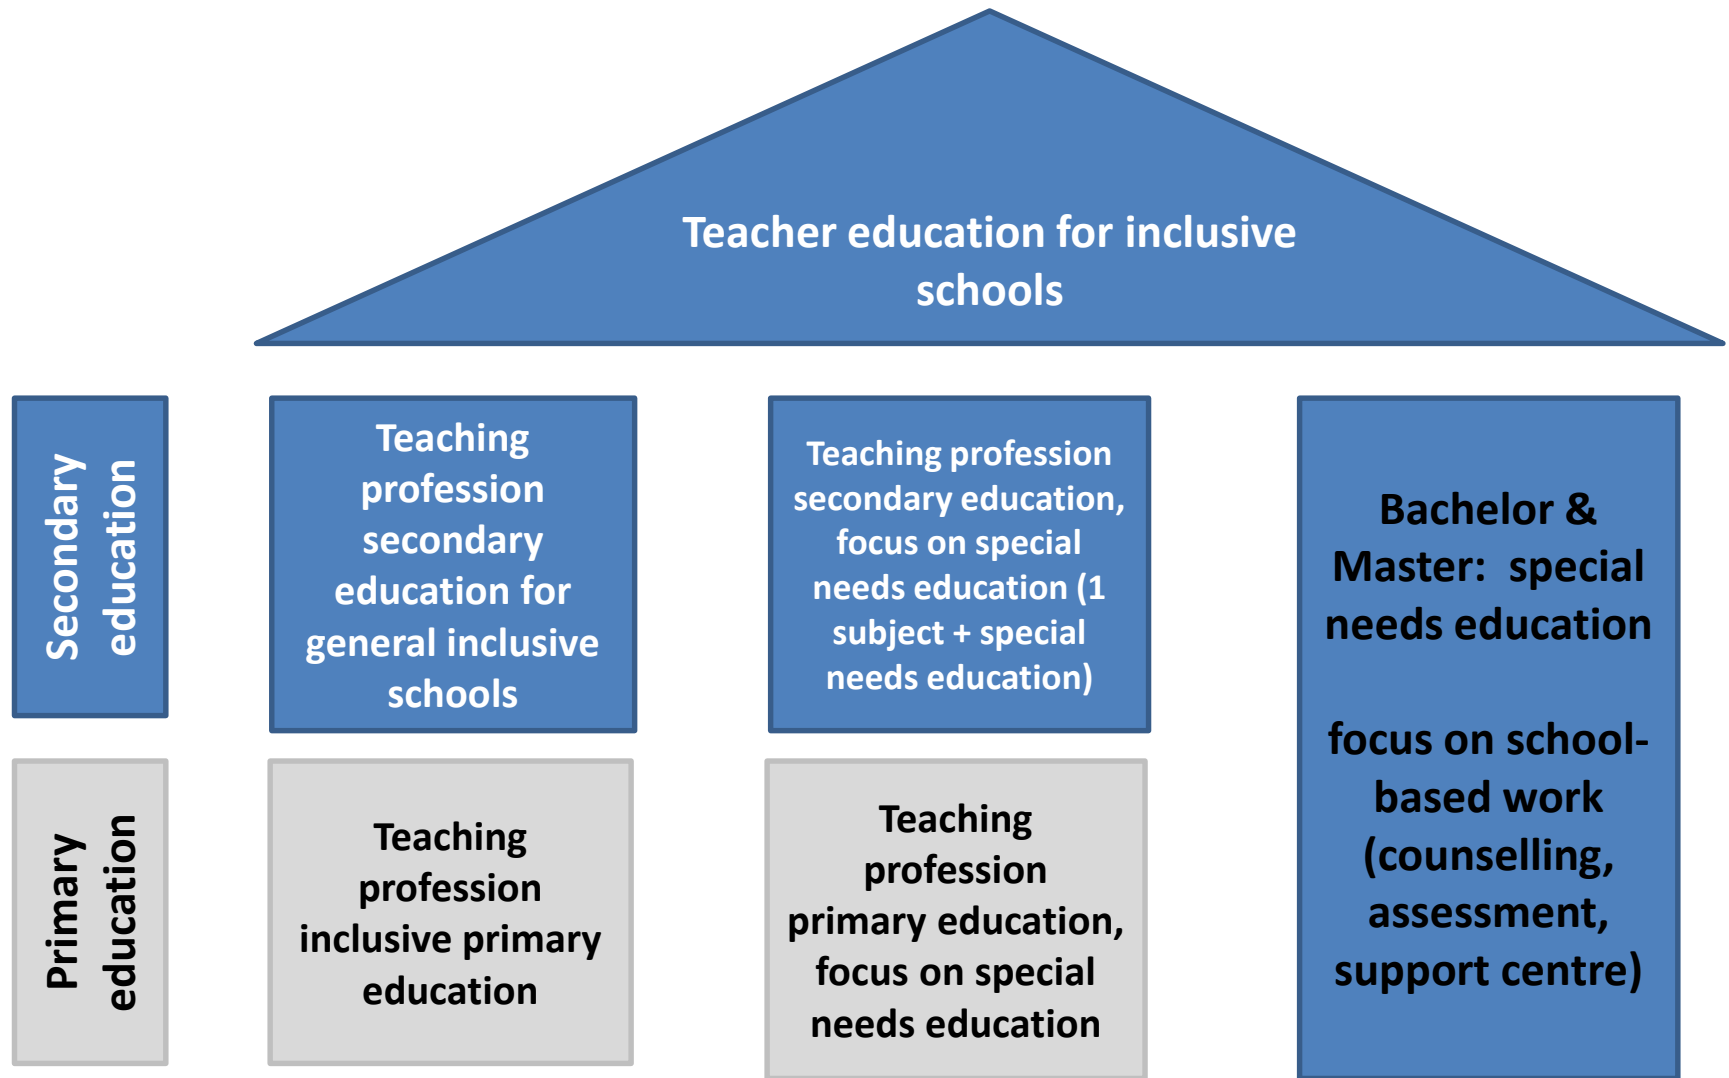 Teacher education for inclusive
schools
Secondary
education
Teaching
profession
secondary
education for
general inclusive
schools
Teaching profession
secondary education,
focus on special
needs education (1
subject + special
needs education)
Bachelor &
Master:  special
needs education
focus on school-
based work
(counselling,
assessment,
support centre)
Primary
education
Teaching
profession
inclusive primary
education
Teaching
profession
primary education,
focus on special
needs education